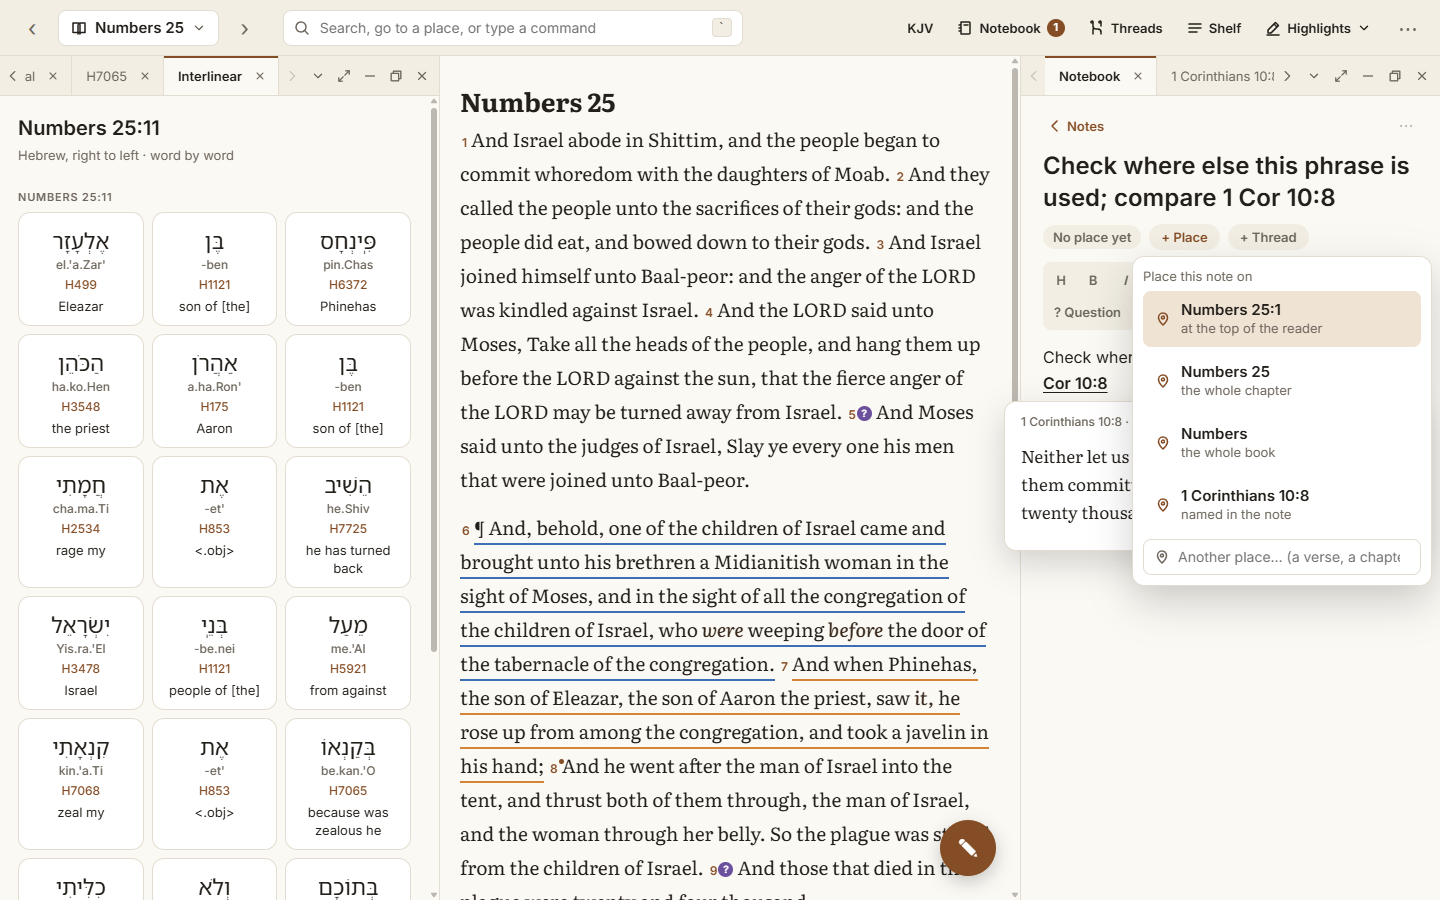 Numbers 25
Search, go to a place, or type a command
`
KJV
Notebook 1
Threads
Shelf
Highlights
al
H7065
Interlinear
Numbers 25:11
Hebrew, right to left · word by word
NUMBERS 25:11
אֶלְעָזָר
בֶּן
פִּינְחָס
el.'a.Zar'
-ben
pin.Chas
H499
H1121
H6372
Eleazar
son of [the]
Phinehas
הַכֹּהֵן
אַהֲרֹן
בֶּן
ha.ko.Hen
a.ha.Ron'
-ben
H3548
H175
H1121
the priest
Aaron
son of [the]
חֲמָתִי
אֶת
הֵשִׁיב
cha.ma.Ti
-et'
he.Shiv
H2534
H853
H7725
rage my
<.obj>
he has turned
back
יִשְׂרָאֵל
בְּנֵי
מֵעַל
Yis.ra.'El
-be.nei
me.'Al
H3478
H1121
H5921
Israel
people of [the]
from against
קִנְאָתִי
אֶת
בְּקַנְאוֹ
kin.'a.Ti
-et'
be.kan.'O
H7068
H853
H7065
zeal my
<.obj>
because was
zealous he
כִלִּיתִי
וְלֹא
בְּתוֹכָם
Numbers 25
1 And Israel abode in Shittim, and the people began to
commit whoredom with the daughters of Moab. 2 And they
called the people unto the sacrifices of their gods: and the
people did eat, and bowed down to their gods. 3 And Israel
joined himself unto Baal-peor: and the anger of the LORD
was kindled against Israel. 4 And the LORD said unto
Moses, Take all the heads of the people, and hang them up
before the LORD against the sun, that the fierce anger of
the LORD may be turned away from Israel. 5 ? And Moses
said unto the judges of Israel, Slay ye every one his men
that were joined unto Baal-peor.
6 ¶ And, behold, one of the children of Israel came and
brought unto his brethren a Midianitish woman in the
sight of Moses, and in the sight of all the congregation of
the children of Israel, who were weeping before the door of
the tabernacle of the congregation. 7 And when Phinehas,
the son of Eleazar, the son of Aaron the priest, saw it, he
rose up from among the congregation, and took a javelin in
his hand; 8 And he went after the man of Israel into the
tent, and thrust both of them through, the man of Israel,
and the woman through her belly. So the plague was
from the children of Israel. 9 ? And those that died in
plague were twenty and four thousand.
Notebook
1 Corinthians 10:
Notes
Check where else this phrase is
used; compare 1 Cor 10:8
No place yet
+ Place
+ Thread
H B I
? Question
Check
Cor 10:8
1 Corinthians 10:8 ·
Neither let us
them commit
twenty thousa
Place this note on
Numbers 25:1
at the top of the reader
Numbers 25
the whole chapter
Numbers
the whole book
1 Corinthians 10:8
named in the note
Another place... (a verse, a chapte